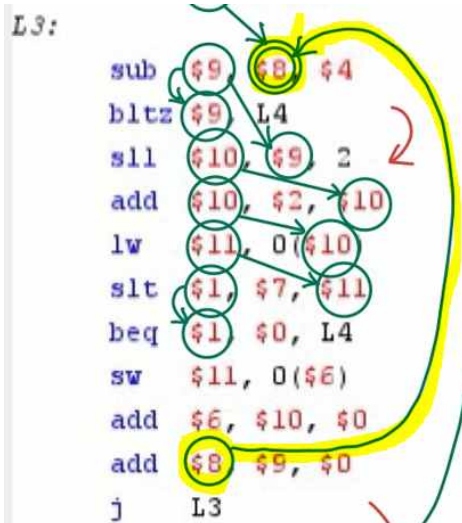 L3:
sub $9, $8, $4
bltz $9, L4
sll $10, $9, 2
add $10, $2, $10
lw $11, 0($10)
slt $1, $7, $11
beq $1, $0, L4
sw $11, 0($6)
add $6, $10, $0
add $8, $9, $0
j L3